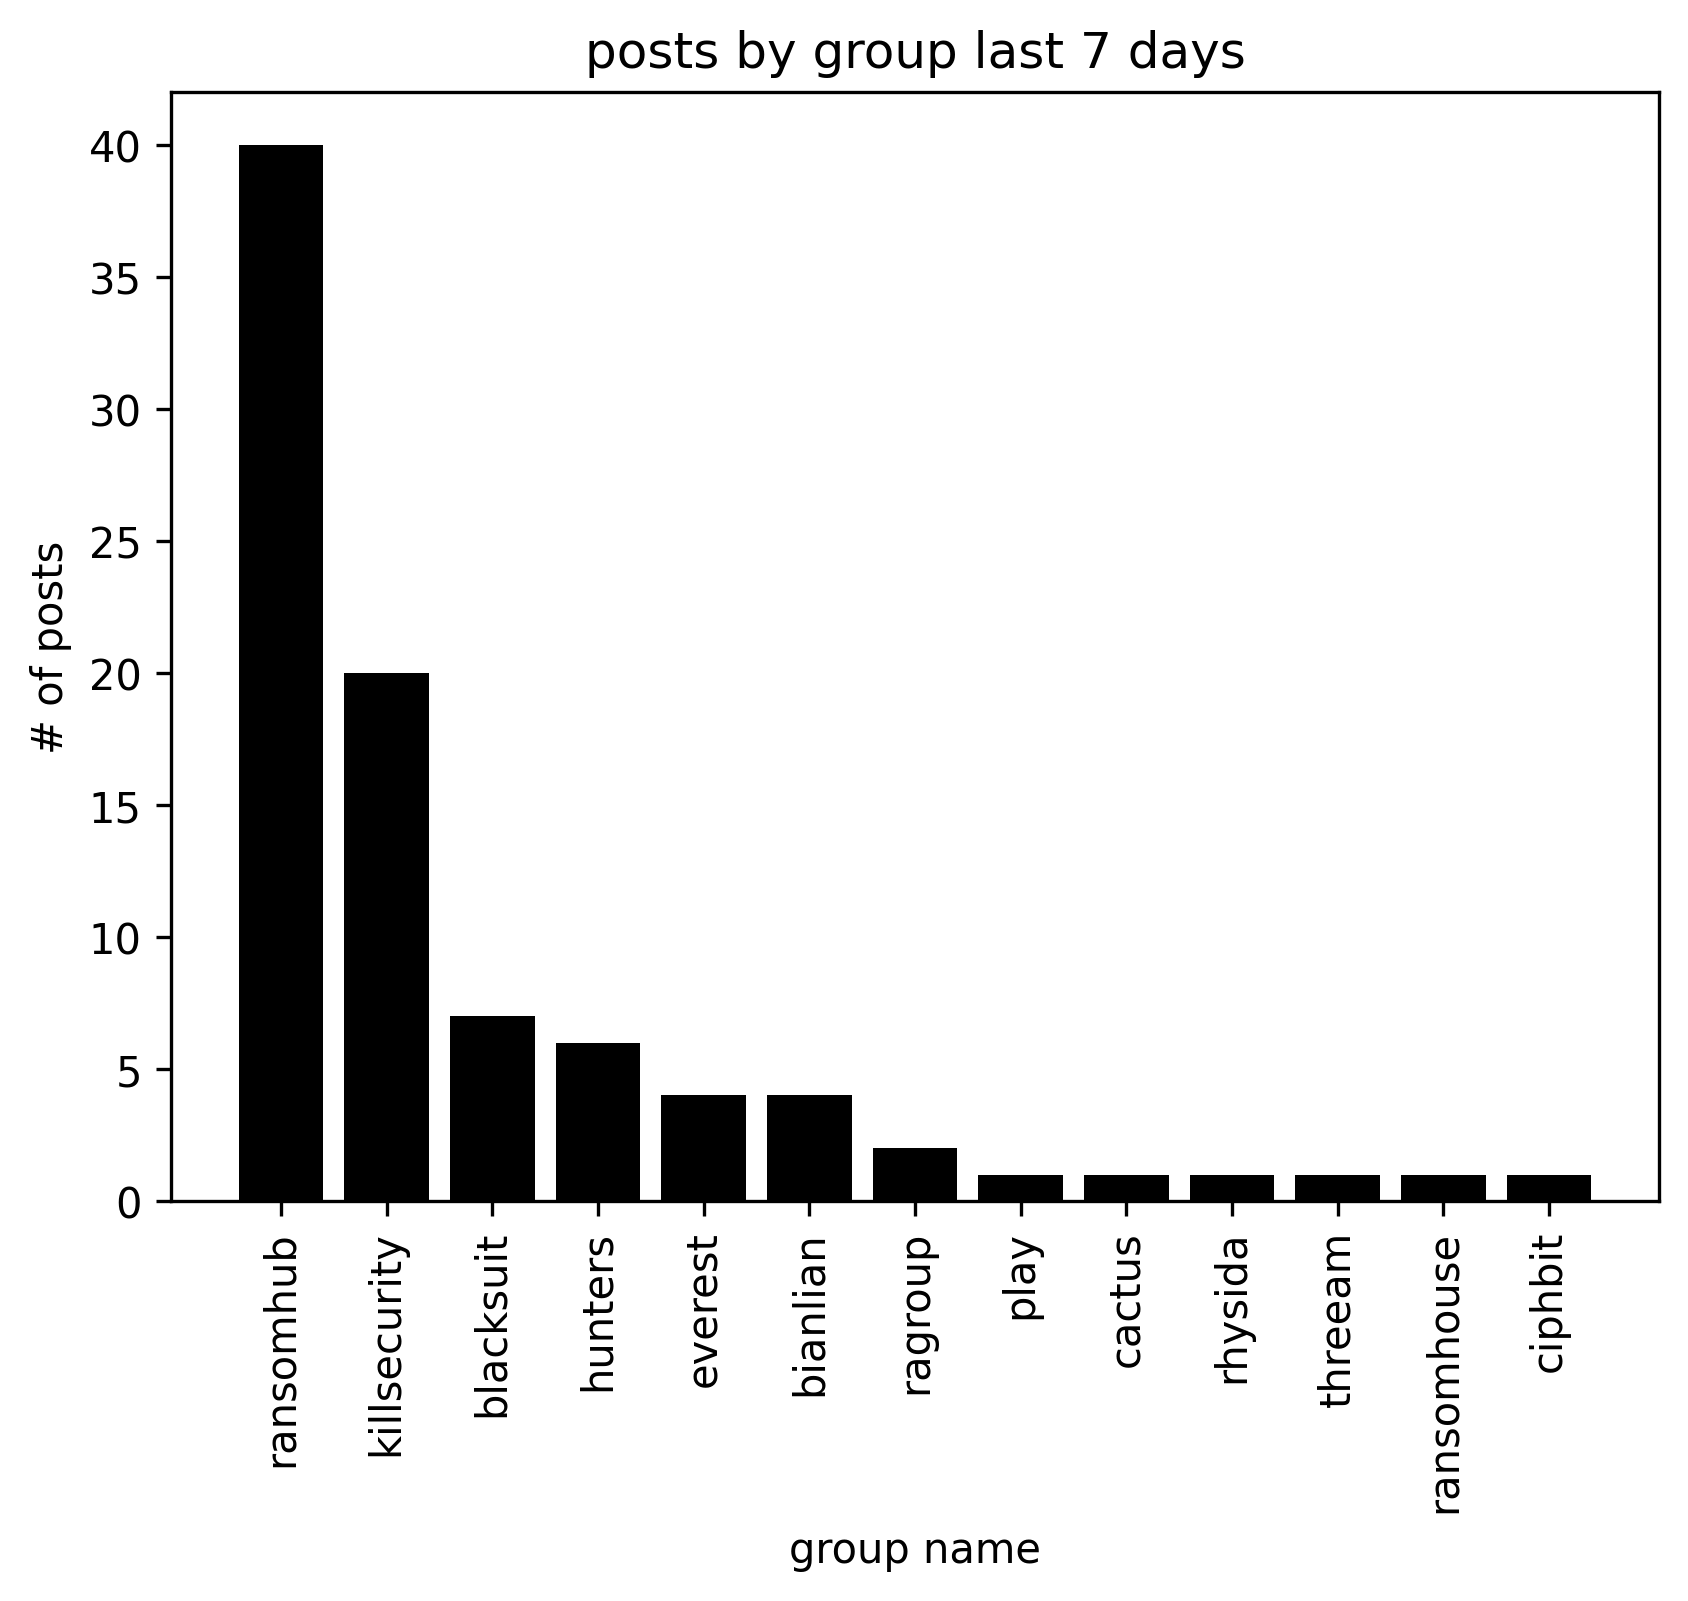 posts by group last 7 days
# of posts
40
35
30
25
20
15
10
5
0
ransomhub
killsecurity
blacksuit
hunters
everest
bianlian
ragroup
play
cactus
rhysida
threeam
ransomhouse
ciphbit
group name